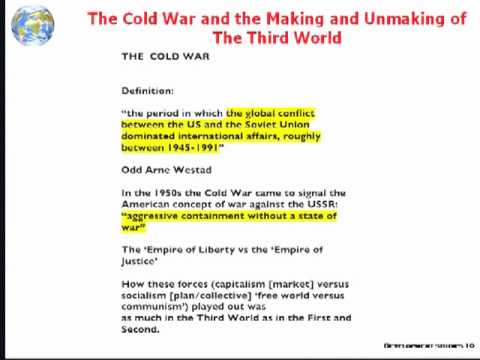 The Cold War and the Making and Unmaking of
The Third World
THE COLD WAR
Definition:
“the period in which the global conflict
between the US and the Soviet Union
dominated international affairs, roughly
between 1945-1991”
Odd Arne Westad
In the 1950s the Cold War came to signal the
American concept of war against the USSR:
“aggressive containment without a state of
war”
The ‘Empire of Liberty vs the ‘Empire of
Justice’
How these forces (capitalism [market] versus
socialism [plan/collective] ‘free world versus
communism’) played out was
as much in the Third World as in the First and
Second.
Development Studies 10